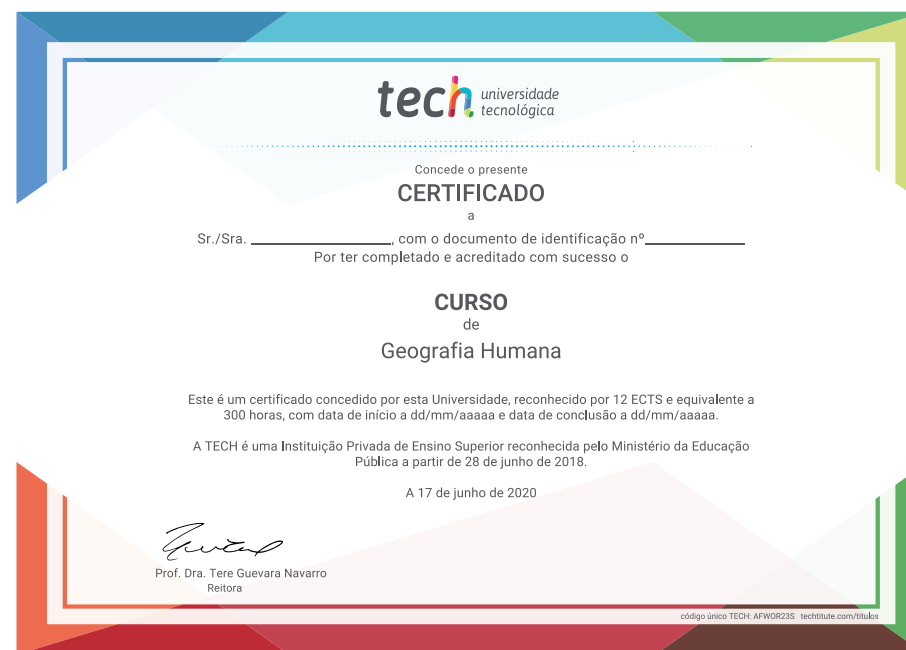 tech universidade
tecnológica
Concede o presente
CERTIFICADO
a
Sr./Sra. ____________________, com o documento de identificação nº______________
Por ter completado e acreditado com sucesso o
CURSO
de
Geografia Humana
Este é um certificado concedido por esta Universidade, reconhecido por 12 ECTS e equivalente a
300 horas, com data de início a dd/mm/aaaaa e data de conclusão a dd/mm/aaaaa.
A TECH é uma Instituição Privada de Ensino Superior reconhecida pelo Ministério da Educação
Pública a partir de 28 de junho de 2018.
A 17 de junho de 2020
Prof. Dra. Tere Guevara Navarro
Reitora
código único TECH: AFWOR23S techtitute.com/titulos